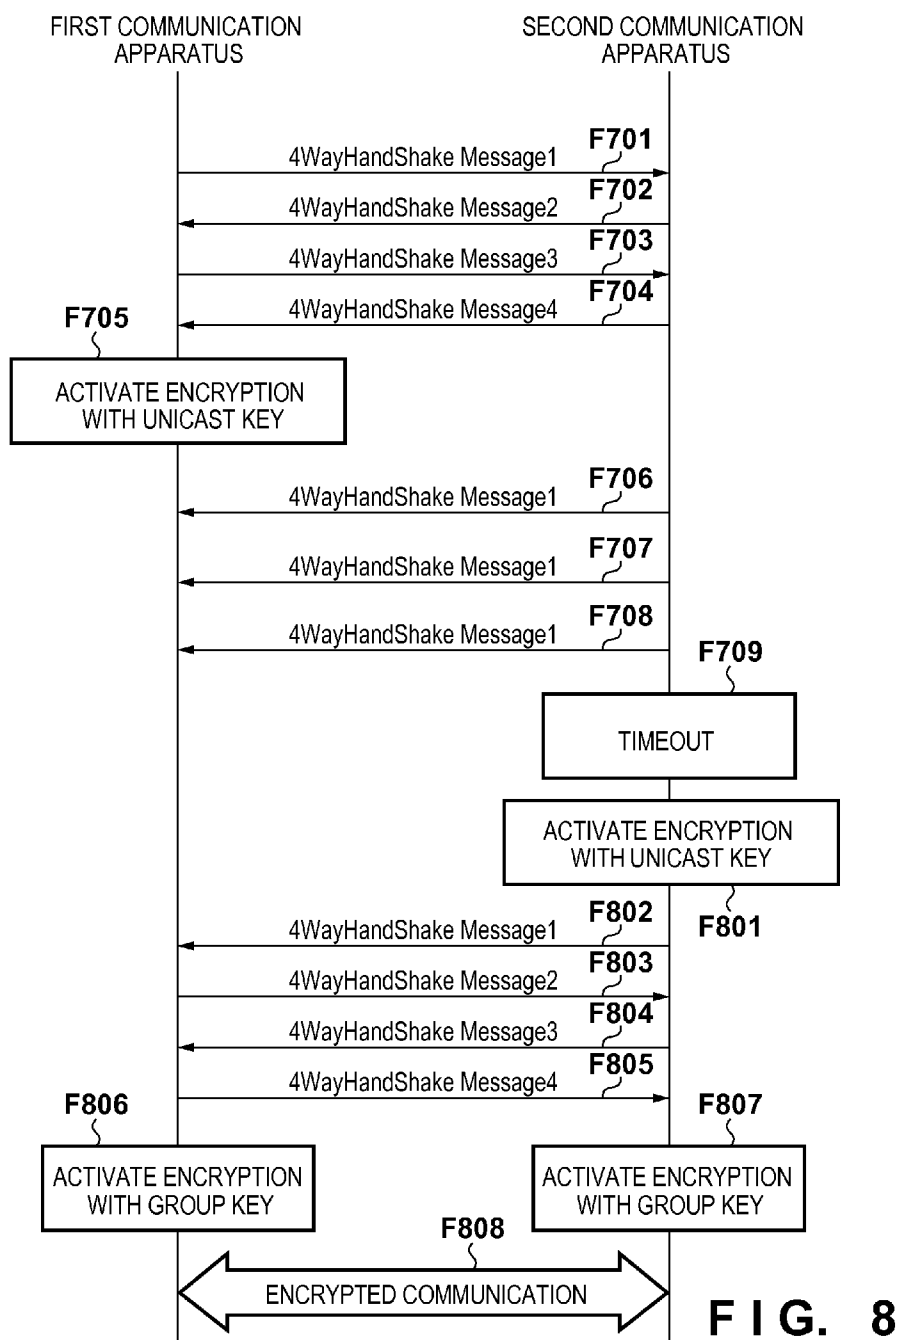 FIRST COMMUNICATION
APPARATUS
SECOND COMMUNICATION
APPARATUS
4WayHandShake Message1
F701
4WayHandShake Message2
F702
4WayHandShake Message3
F703
4WayHandShake Message4
F704
F705
ACTIVATE ENCRYPTION
WITH UNICAST KEY
4WayHandShake Message1
F706
4WayHandShake Message1
F707
4WayHandShake Message1
F708
F709
TIMEOUT
ACTIVATE ENCRYPTION
WITH UNICAST KEY
F801
4WayHandShake Message1
F802
4WayHandShake Message2
F803
4WayHandShake Message3
F804
4WayHandShake Message4
F805
F806
ACTIVATE ENCRYPTION
WITH GROUP KEY
F807
ACTIVATE ENCRYPTION
WITH GROUP KEY
F808
ENCRYPTED COMMUNICATION
FIG. 8